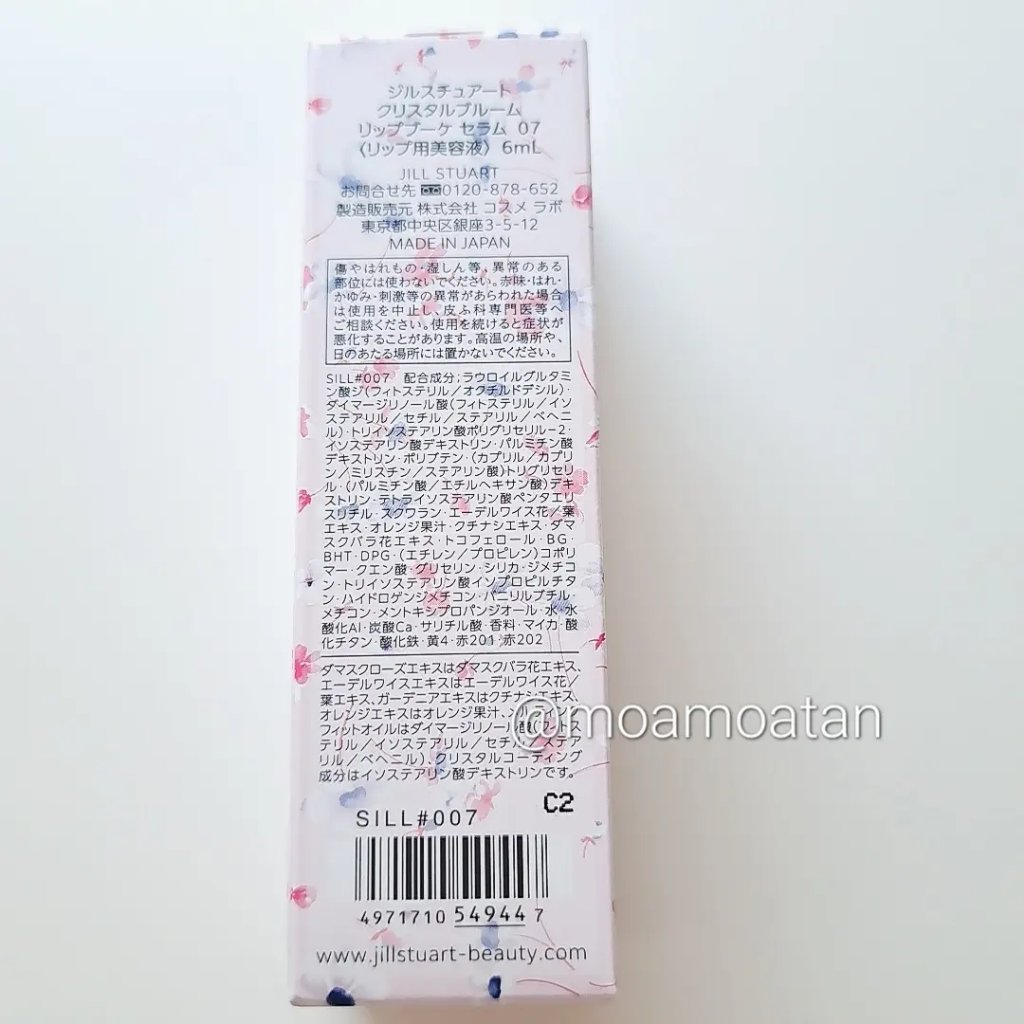 ジルスチュアート
クリスタルブルーム
リップブーケ セラム 07
〈リップ用美容液〉 6mL
JILL STUART
お問合せ先 0120-878-652
製造販売元 株式会社 コスメ ラボ
東京都中央区銀座3-5-12
MADE IN JAPAN
傷やはれもの・湿しん等、異常のある
部位には使わないでください。赤味・はれ・
かゆみ・刺激等の異常があらわれた場合
は使用を中止し、皮ふ科専門医等へ
ご相談ください。使用を続けると症状が
悪化することがあります。高温の場所や、
日のあたる場所には置かないでください。
SILL#007 配合成分;ラウロイルグルタミ
ン酸ジ(フィトステリル/オクチルドデシル)・
ダイマージリノール酸(フィトステリル/イソ
ステアリル/セチル/ステアリル/ベヘニ
ル)・トリイソステアリン酸ポリグリセリル-2・
イソステアリン酸デキストリン・パルミチン酸
デキストリン・ポリブテン・(カプリル/カプリ
ン/ミリスチン/ステアリン酸)トリグリセリ
ル・(パルミチン酸/エチルヘキサン酸)デキ
ストリン・テトライソステアリン酸ペンタエリ
スリチル・スクワラン・エーデルワイス花/葉
エキス・オレンジ果汁・クチナシエキス・ダマ
スクバラ花エキス・トコフェロール・BG・
BHT・DPG・(エチレン/プロピレン)コポリ
マー・クエン酸・グリセリン・シリカ・ジメチコ
ン・トリイソステアリン酸イソプロピルチタ
ン・ハイドロゲンジメチコン・バニリルブチル・
メチコン・メントキシプロパンジオール・水・水
酸化Al・炭酸Ca・サリチル酸・香料・マイカ・酸
化チタン・酸化鉄・黄4・赤201・赤202
ダマスクローズエキスはダマスクバラ花エキス、
エーデルワイスエキスはエーデルワイス花/
葉エキス、ガーデニアエキスはクチナシエキス、
オレンジエキスはオレンジ果汁、
フィットオイルはダイマージリノール酸(フィトス
テリル/イソステアリル/セチル/ステア
リル/ベヘニル)、クリスタルコーティング
成分はイソステアリン酸デキストリンです。
C2
SILL#007
4971710 54944 7
www.jillstuart-beauty.com
@moamoatan